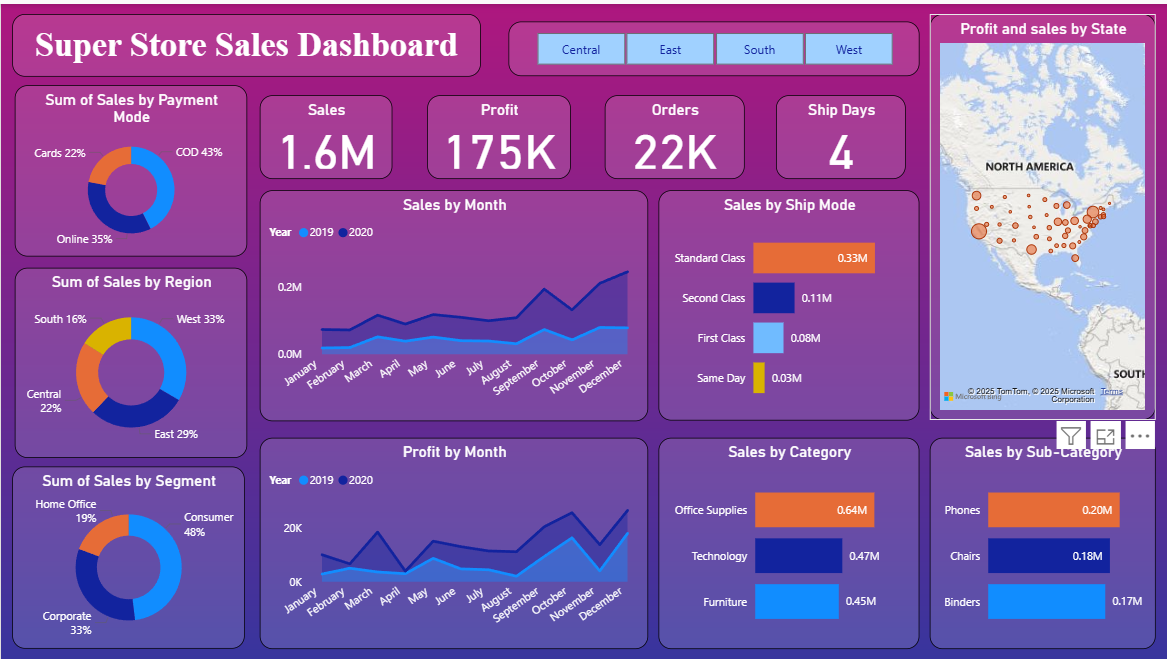 Super Store Sales Dashboard
Central
East
South
West
Profit and sales by State
NORTH AMERICA
SOUTH
© 2025 TomTom, © 2025 Microsoft
Corporation
Terms
Microsoft Bing
Sum of Sales by Payment
Mode
Cards 22%
COD 43%
Online 35%
Sales
1.6M
Profit
175K
Orders
22K
Ship Days
4
Sum of Sales by Region
South 16%
West 33%
Central
22%
East 29%
Sales by Month
Year 2019 2020
0.2M
0.0M
January
February
March
April
May
June
July
August
September
October
November
December
Sales by Ship Mode
Standard Class 0.33M
Second Class 0.11M
First Class 0.08M
Same Day 0.03M
Sum of Sales by Segment
Home Office
19%
Consumer
48%
Corporate
33%
Profit by Month
Year 2019 2020
20K
0K
January
February
March
April
May
June
July
August
September
October
November
December
Sales by Category
Office Supplies 0.64M
Technology 0.47M
Furniture 0.45M
Sales by Sub-Category
Phones 0.20M
Chairs 0.18M
Binders 0.17M